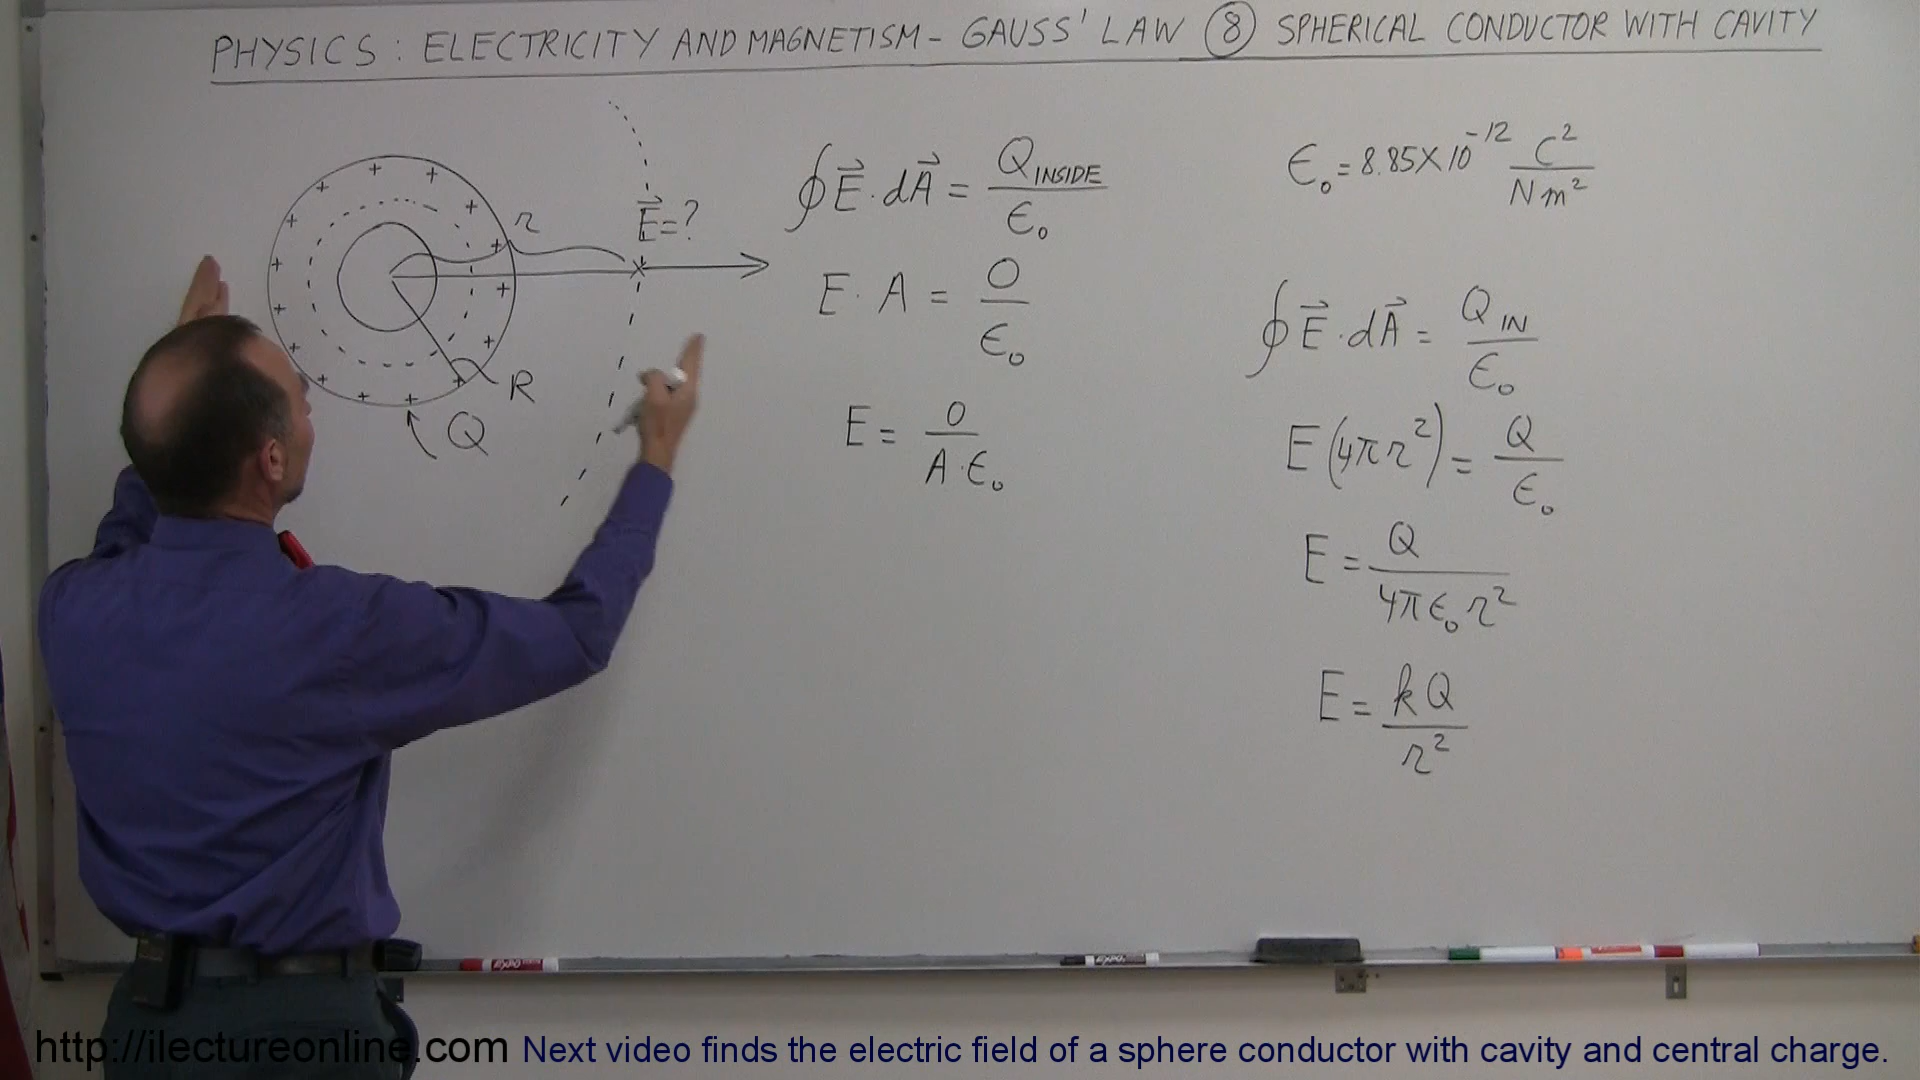 PHYSICS: ELECTRICITY AND MAGNETISM - GAUSS' LAW ⑧ SPHERICAL CONDUCTOR WITH CAVITY
r
E⃗=?
R
Q
∮E⃗·dA⃗ = Q INSIDE / ε₀
E·A = 0 / ε₀
E = 0 / A·ε₀
ε₀ = 8.85×10⁻¹² C² / Nm²
∮E⃗·dA⃗ = Q IN / ε₀
E(4πr²) = Q / ε₀
E = Q / 4πε₀r²
E = kQ / r²
http://ilectureonline.com Next video finds the electric field of a sphere conductor with cavity and central charge.